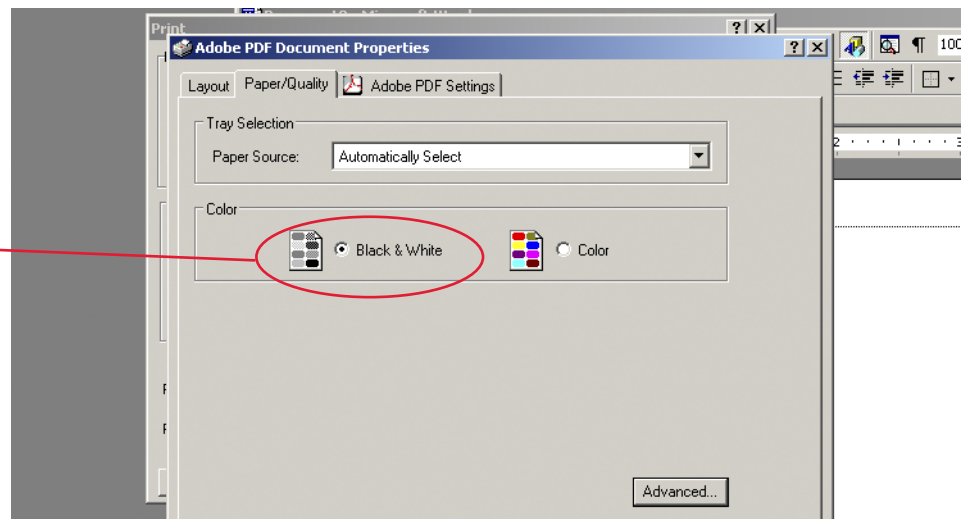 Print
Adobe PDF Document Properties
100
Layout Paper/Quality Adobe PDF Settings
Tray Selection
Paper Source: Automatically Select
2
Color
Black & White Color
Advanced...